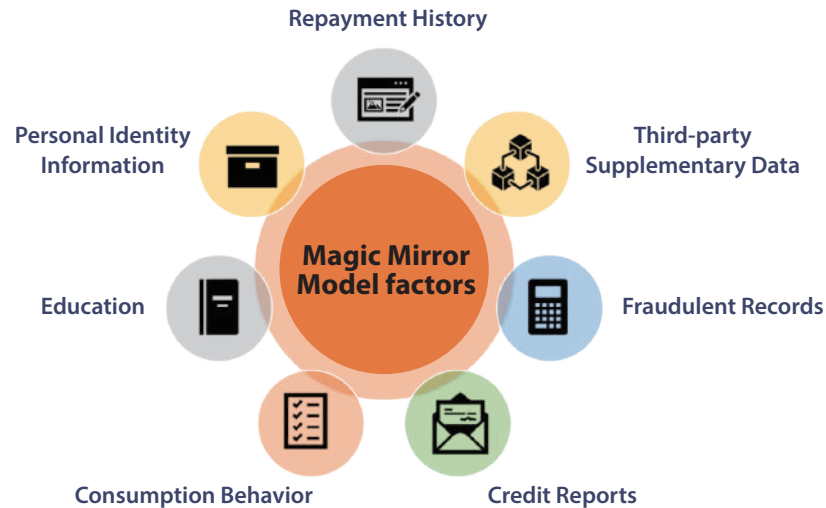 Repayment History
Personal Identity
Information
Third-party
Supplementary Data
Magic Mirror
Model factors
Education
Fraudulent Records
Consumption Behavior
Credit Reports